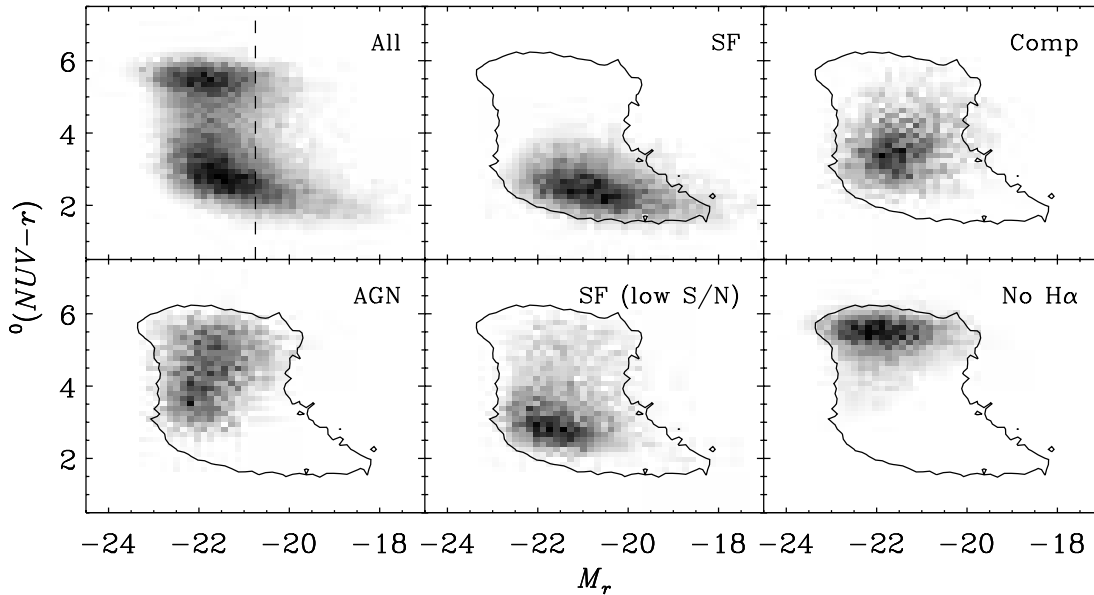 All
SF
Comp
6
4
2
AGN
SF (low S/N)
No Hα
6
4
2
⁰(NUV−r)
−24 −22 −20 −18 −24 −22 −20 −18 −24 −22 −20 −18
M_r